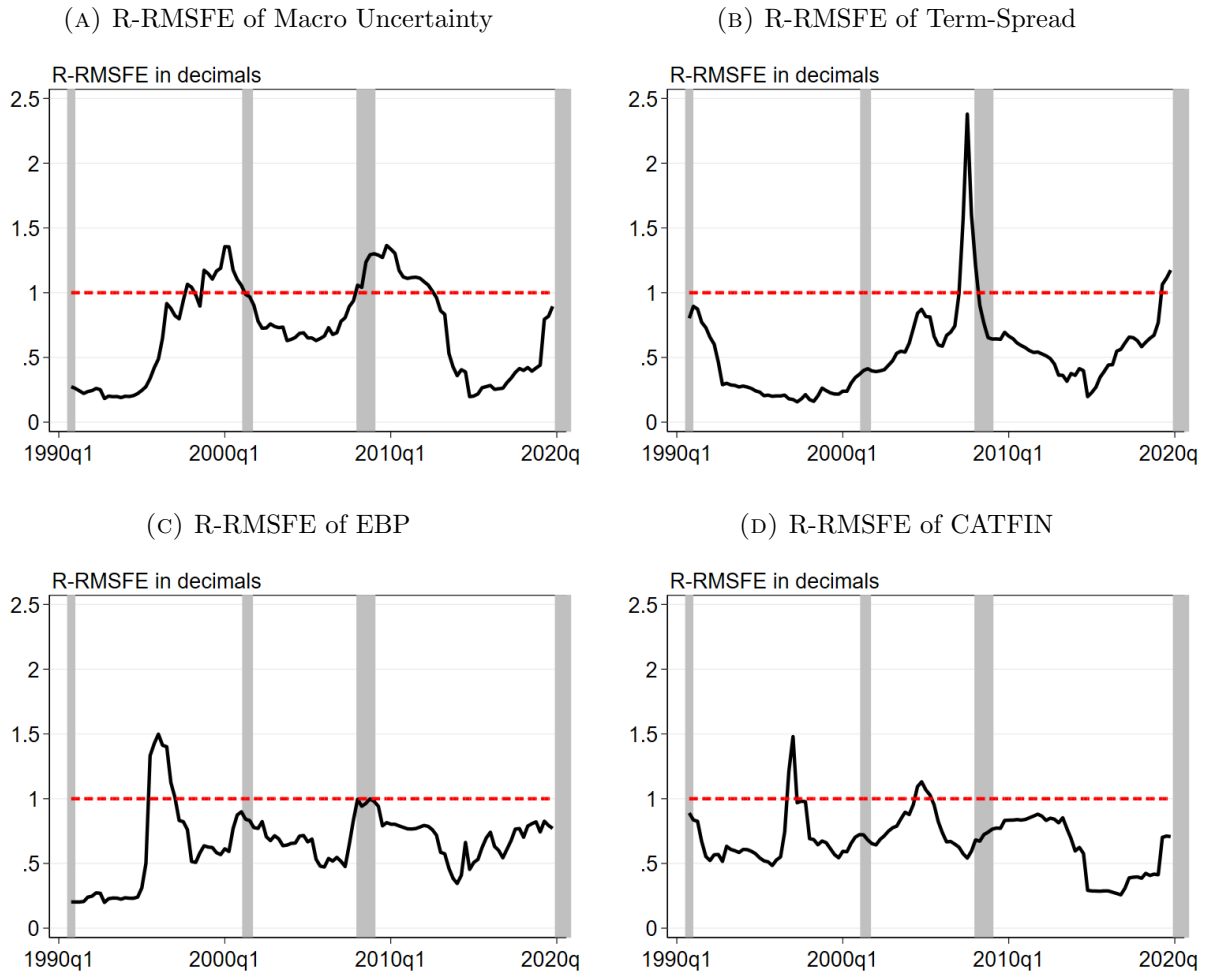 (A) R-RMSFE of Macro Uncertainty
R-RMSFE in decimals
2.5
2
1.5
1
.5
0
1990q1 2000q1 2010q1 2020q
(B) R-RMSFE of Term-Spread
R-RMSFE in decimals
2.5
2
1.5
1
.5
0
1990q1 2000q1 2010q1 2020q
(C) R-RMSFE of EBP
R-RMSFE in decimals
2.5
2
1.5
1
.5
0
1990q1 2000q1 2010q1 2020q
(D) R-RMSFE of CATFIN
R-RMSFE in decimals
2.5
2
1.5
1
.5
0
1990q1 2000q1 2010q1 2020q